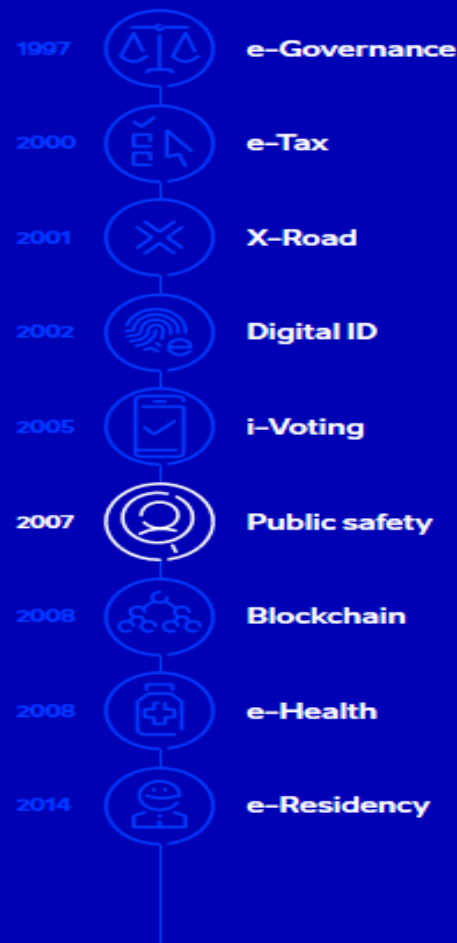 1997 e-Governance
2000 e-Tax
2001 X-Road
2002 Digital ID
2005 i-Voting
2007 Public safety
2008 Blockchain
2008 e-Health
2014 e-Residency